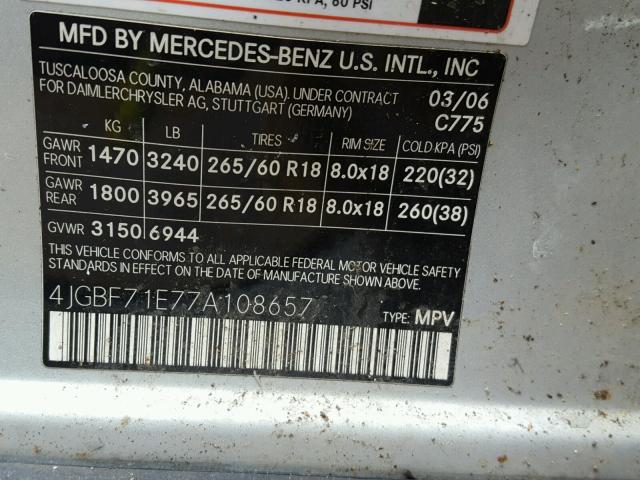 KPA, 60 PSI
MFD BY MERCEDES-BENZ U.S. INTL., INC
TUSCALOOSA COUNTY, ALABAMA (USA). UNDER CONTRACT
FOR DAIMLERCHRYSLER AG, STUTTGART (GERMANY)
03/06
C775
KG LB TIRES RIM SIZE COLD KPA (PSI)
GAWR FRONT 1470 3240 265/60 R18 8.0x18 220(32)
GAWR REAR 1800 3965 265/60 R18 8.0x18 260(38)
GVWR 3150 6944
THIS VEHICLE CONFORMS TO ALL APPLICABLE FEDERAL MOTOR VEHICLE SAFETY
STANDARDS IN EFFECT ON THE DATE OF MANUFACTURE SHOWN ABOVE.
4JGBF71E77A108657
TYPE: MPV